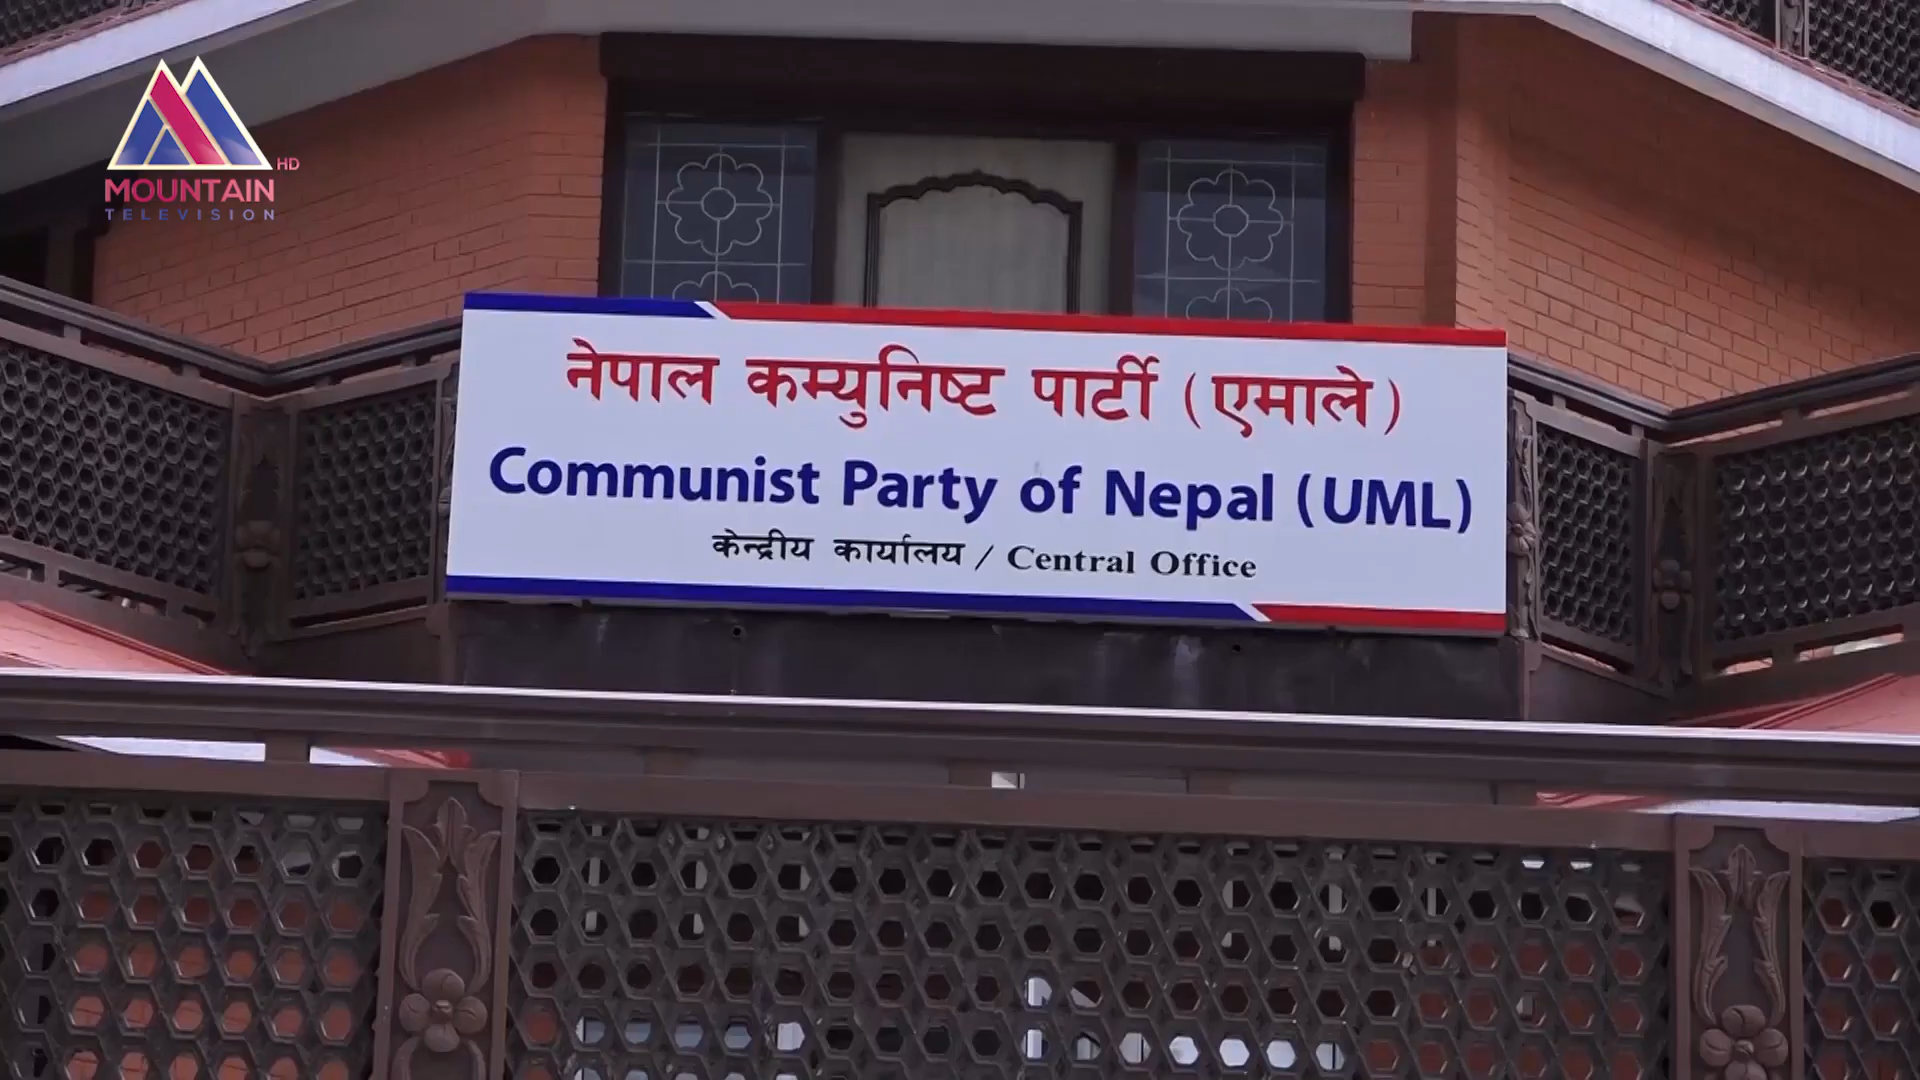 MOUNTAIN HD
TELEVISION
नेपाल कम्युनिष्ट पार्टी (एमाले)
Communist Party of Nepal (UML)
केन्द्रीय कार्यालय / Central Office